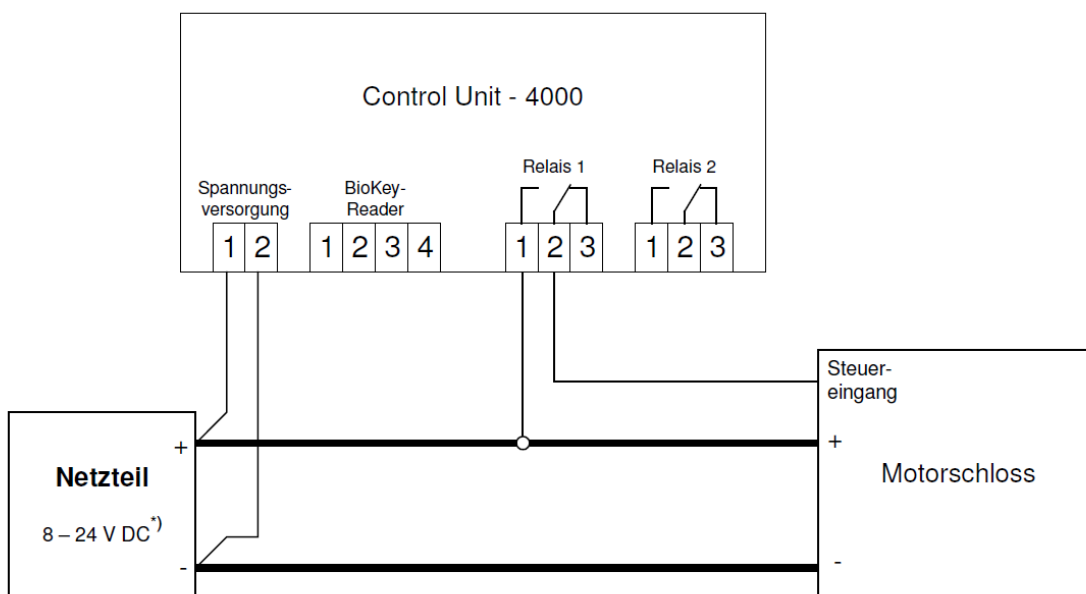 Control Unit - 4000
Relais 1
Relais 2
Spannungs-
versorgung
BioKey-
Reader
1 2
1 2 3 4
1 2 3
1 2 3
Steuer-
eingang
+
Netzteil
8 – 24 V DC*)
-
+
Motorschloss
-